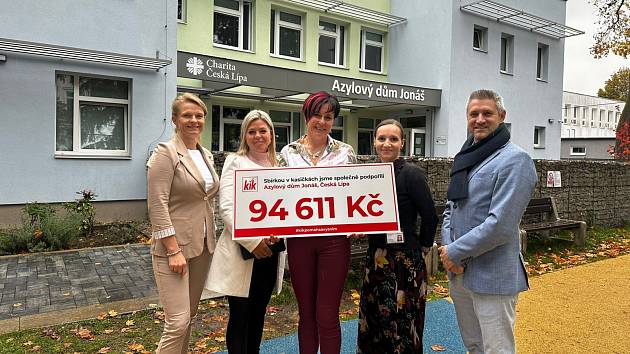 Charita
Česká Lípa
Azylový dům Jonáš
kik
Sbírkou v kasičkách jsme společně podpořili
Azylový dům Jonáš, Česká Lípa
94 611 Kč